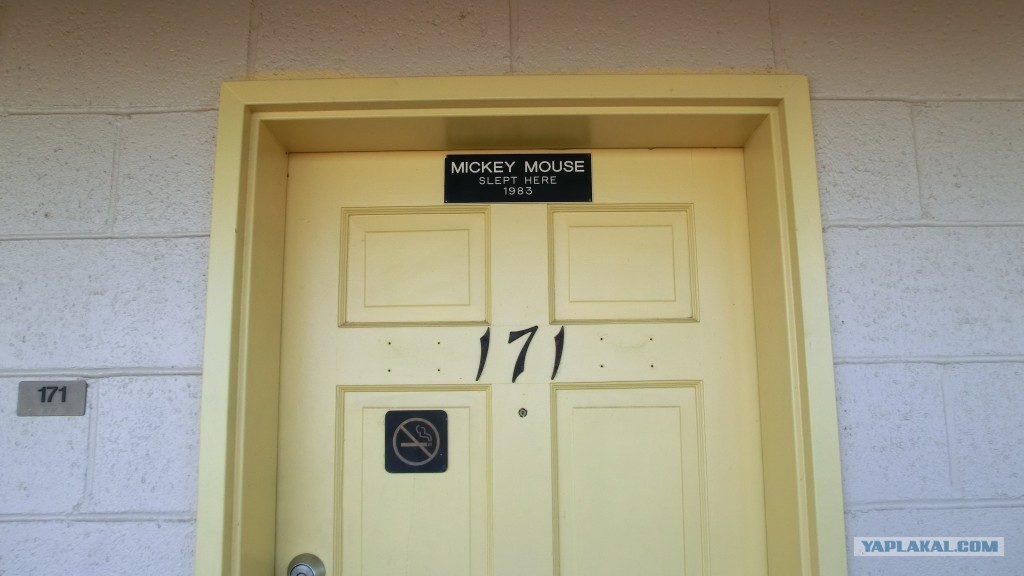 MICKEY MOUSE
SLEPT HERE
1983
171
171
YAPLAKAL.COM